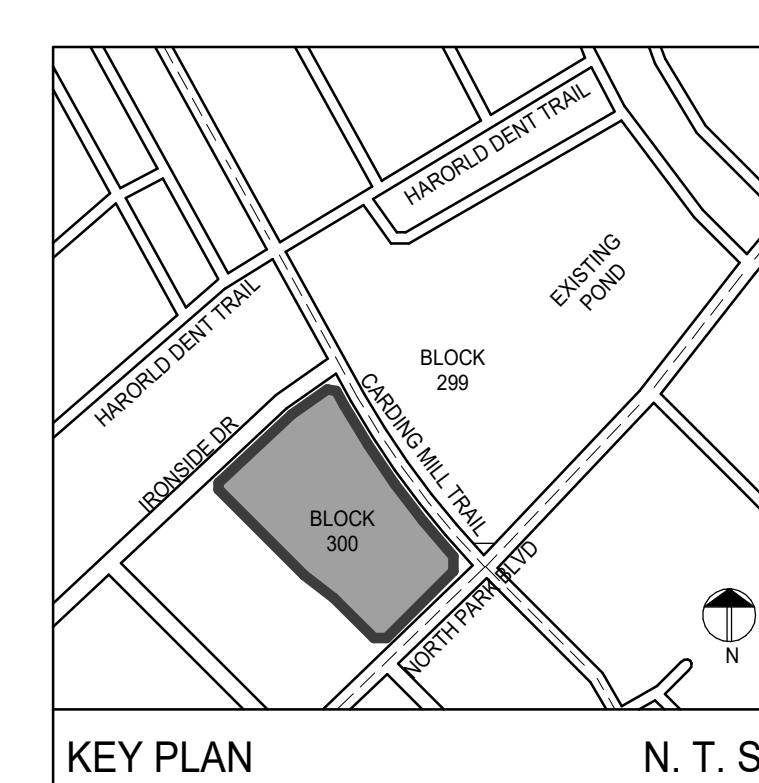 HARORLD DENT TRAIL
EXISTING
POND
HARORLD DENT TRAIL
BLOCK
299
CARDING MILL TRAIL
IRONSIDE DR
BLOCK
300
NORTH PARK BLVD
N
KEY PLAN
N. T. S